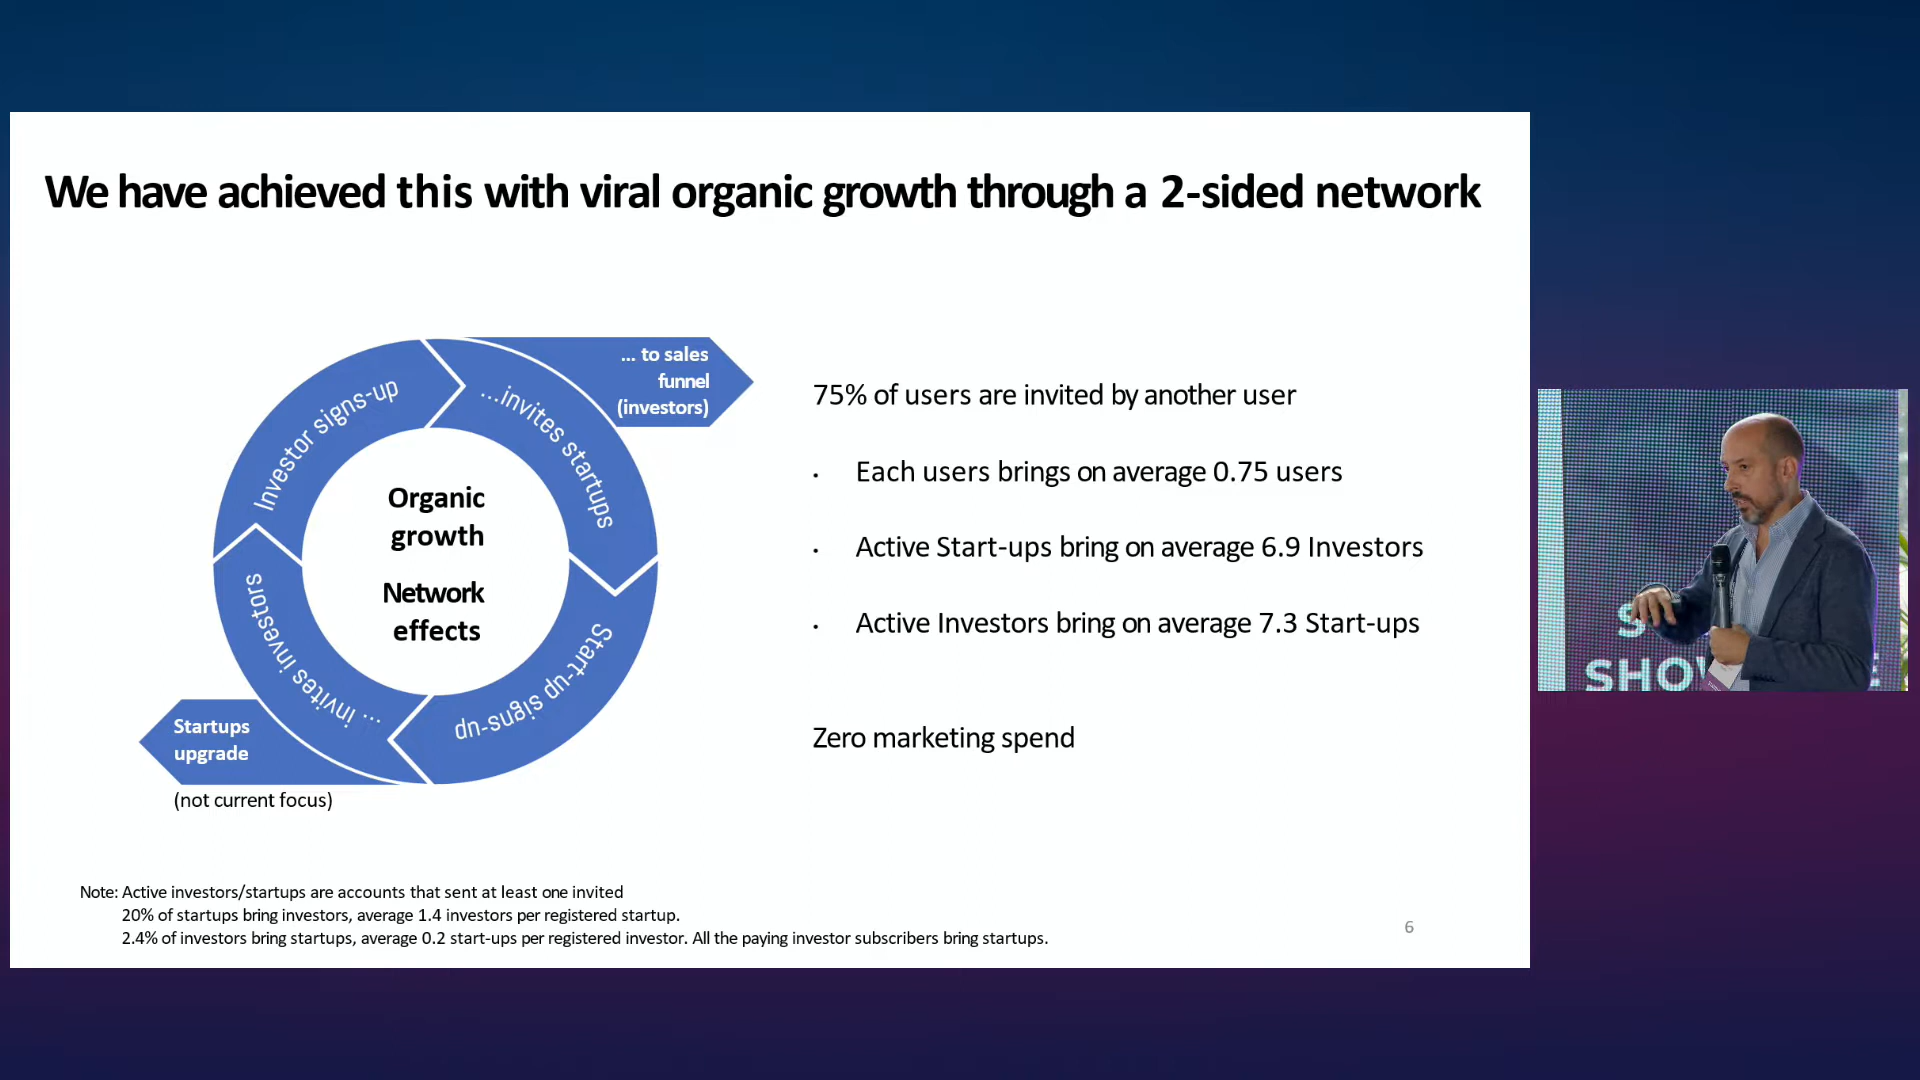 We have achieved this with viral organic growth through a 2-sided network
... to sales
funnel
(investors)
Investor signs-up
...invites startups
Start-up signs-up
... invites investors
Organic
growth
Network
effects
Startups
upgrade
(not current focus)
75% of users are invited by another user
• Each users brings on average 0.75 users
• Active Start-ups bring on average 6.9 Investors
• Active Investors bring on average 7.3 Start-ups
Zero marketing spend
Note: Active investors/startups are accounts that sent at least one invited
20% of startups bring investors, average 1.4 investors per registered startup.
2.4% of investors bring startups, average 0.2 start-ups per registered investor. All the paying investor subscribers bring startups.
6